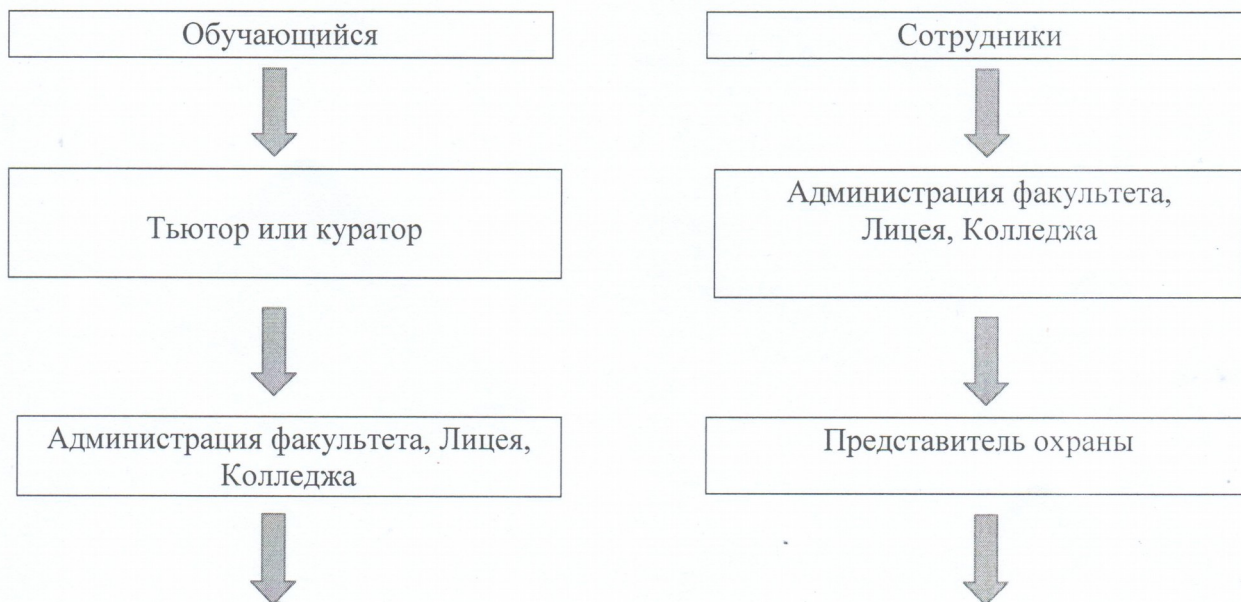 Обучающийся
Сотрудники
Тьютор или куратор
Администрация факультета,
Лицея, Колледжа
Администрация факультета, Лицея,
Колледжа
Представитель охраны